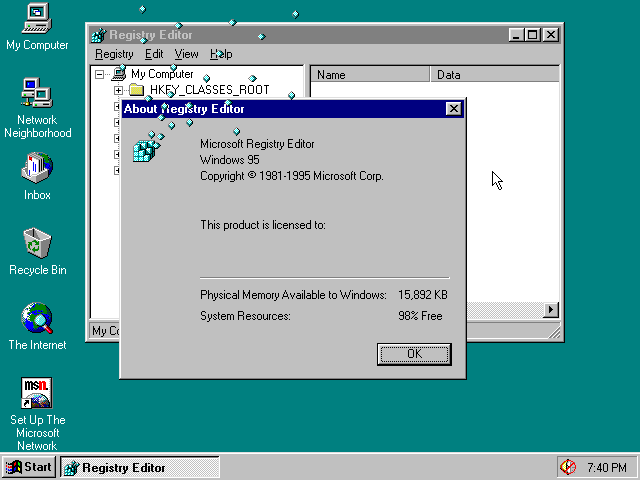 My Computer
Network
Neighborhood
Inbox
Recycle Bin
The Internet
msn.
Set Up The
Microsoft
Network
Registry Editor
Registry Edit View Help
My Computer
HKEY_CLASSES_ROOT
Name Data
About Registry Editor
Microsoft Registry Editor
Windows 95
Copyright © 1981-1995 Microsoft Corp.
This product is licensed to:
Physical Memory Available to Windows: 15,892 KB
System Resources: 98% Free
OK
My Co
Start
Registry Editor
7:40 PM